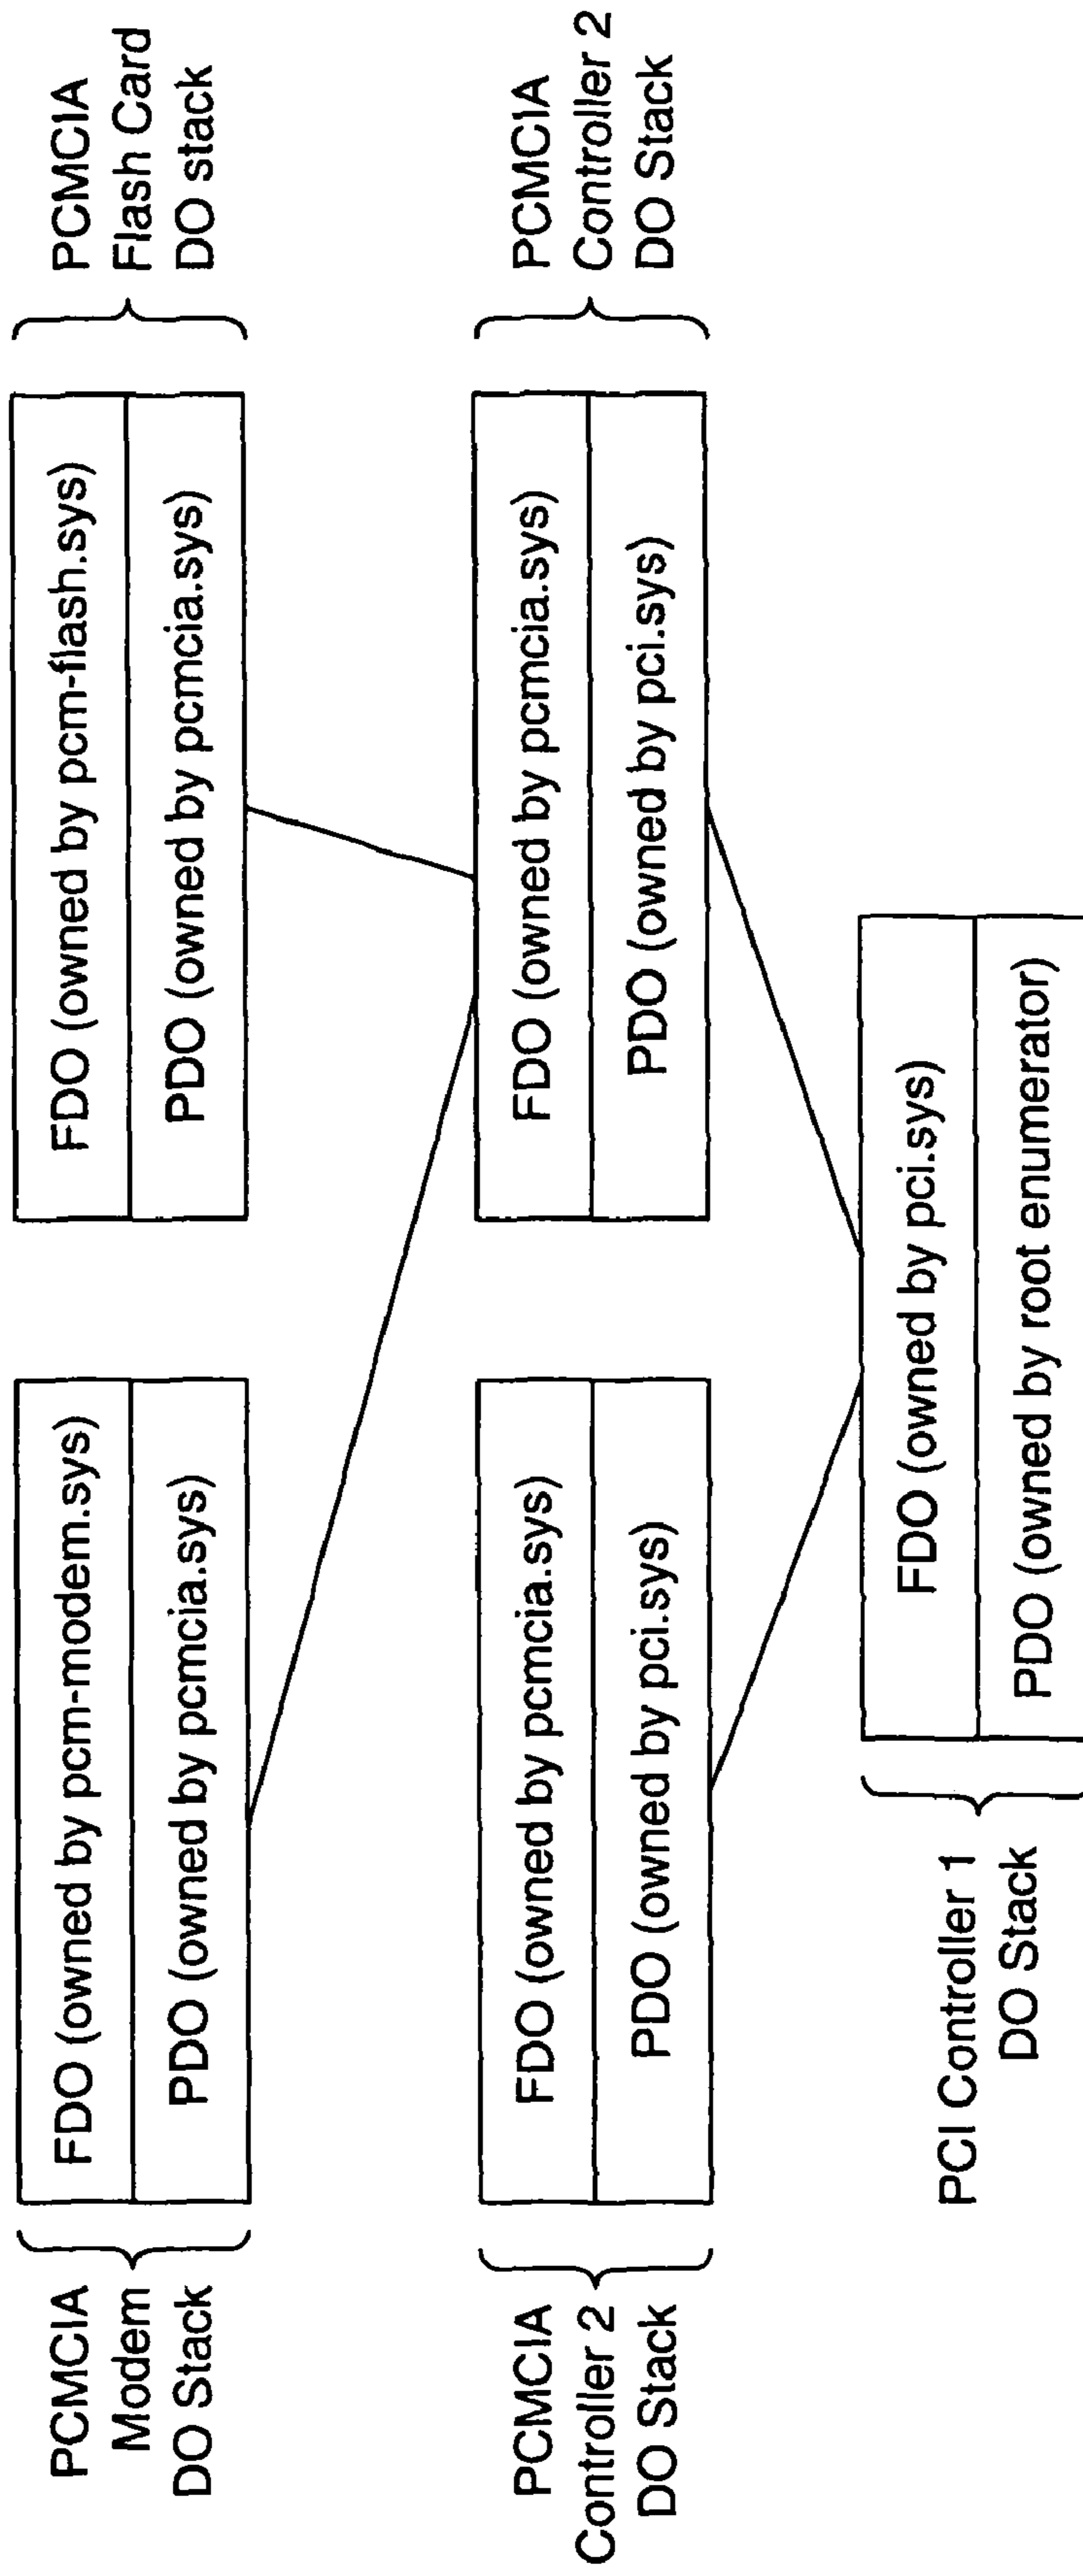 PCMCIA
Modem
DO Stack
FDO (owned by pcm-modem.sys)
PDO (owned by pcmcia.sys)
FDO (owned by pcm-flash.sys)
PDO (owned by pcmcia.sys)
PCMCIA
Flash Card
DO stack
PCMCIA
Controller 2
DO Stack
FDO (owned by pcmcia.sys)
PDO (owned by pci.sys)
FDO (owned by pcmcia.sys)
PDO (owned by pci.sys)
PCMCIA
Controller 2
DO Stack
PCI Controller 1
DO Stack
FDO (owned by pci.sys)
PDO (owned by root enumerator)